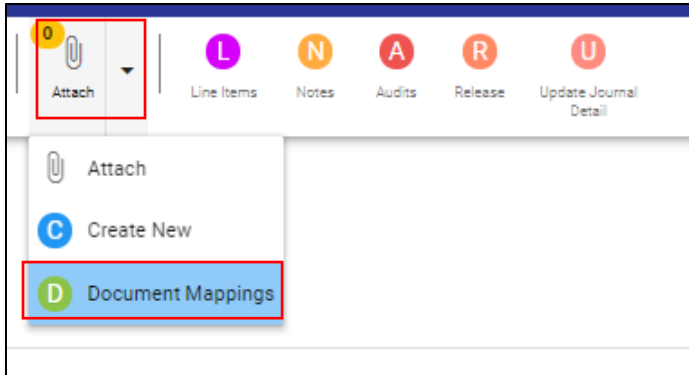 0
Attach
L
Line Items
N
Notes
A
Audits
R
Release
U
Update Journal
Detail
Attach
C
Create New
D
Document Mappings